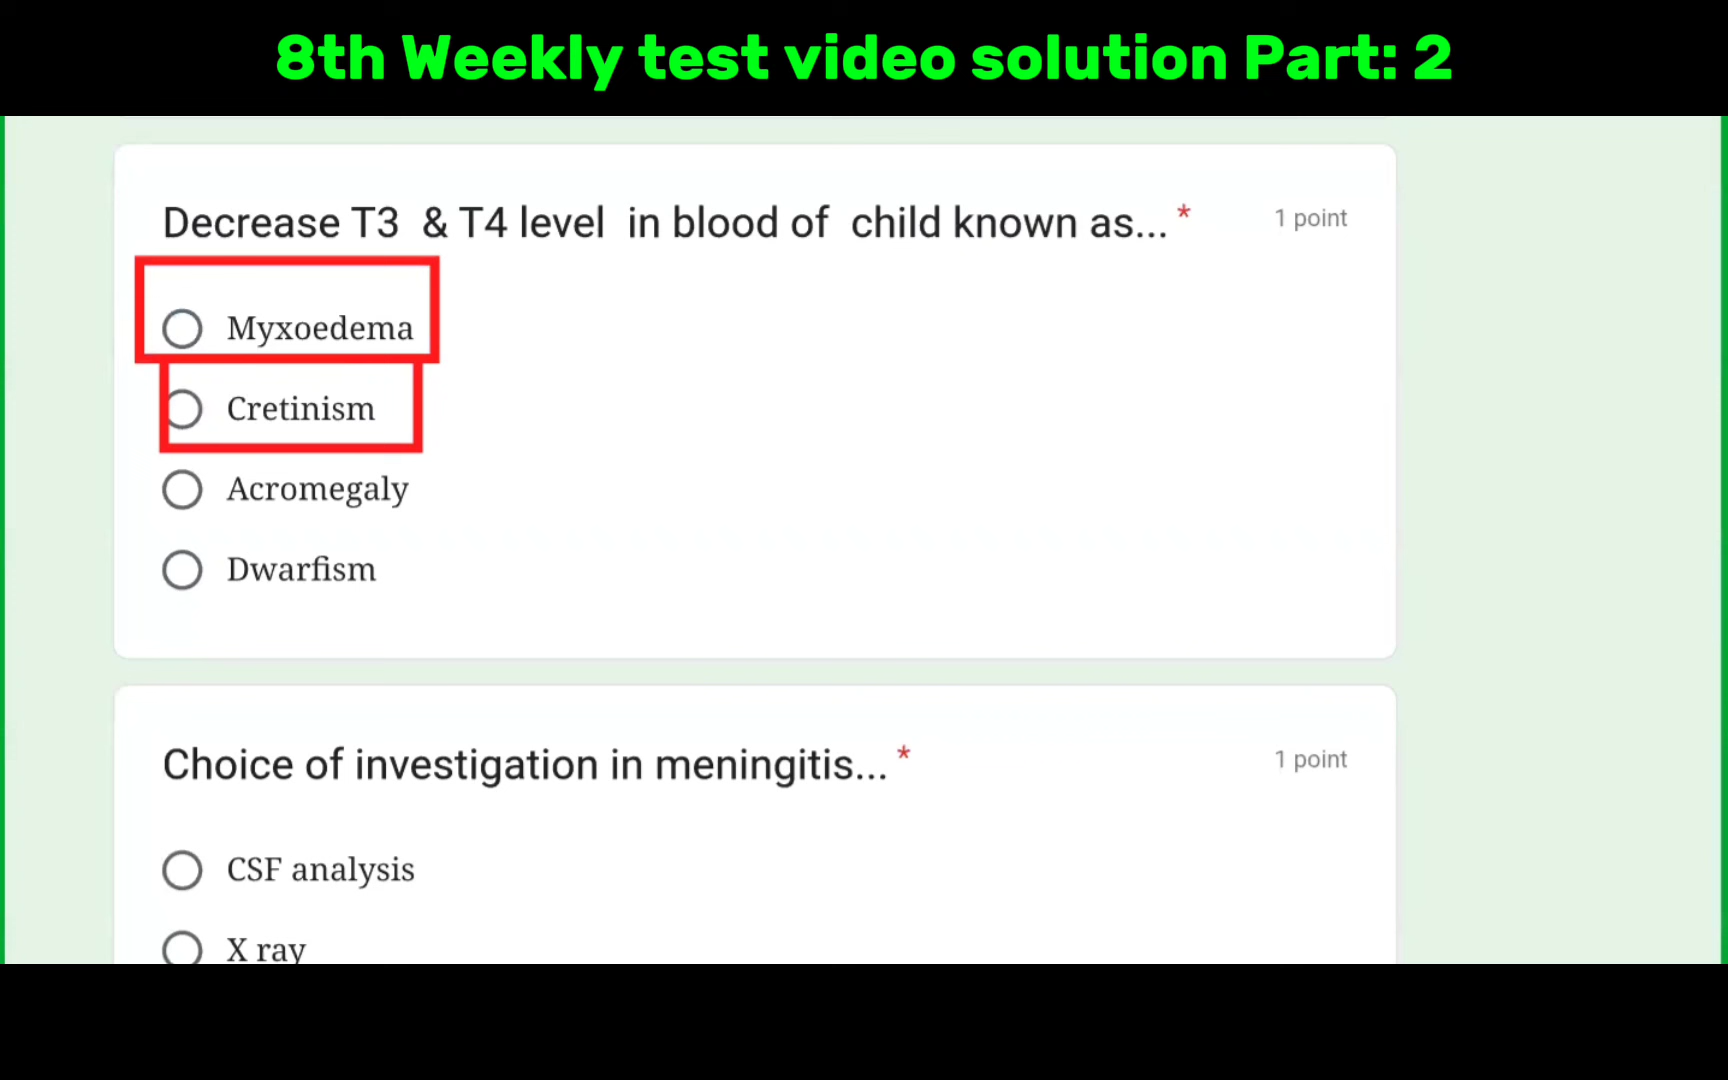 8th Weekly test video solution Part: 2
Decrease T3 & T4 level in blood of child known as... *
1 point
Myxoedema
Cretinism
Acromegaly
Dwarfism
Choice of investigation in meningitis... *
1 point
CSF analysis
X ray